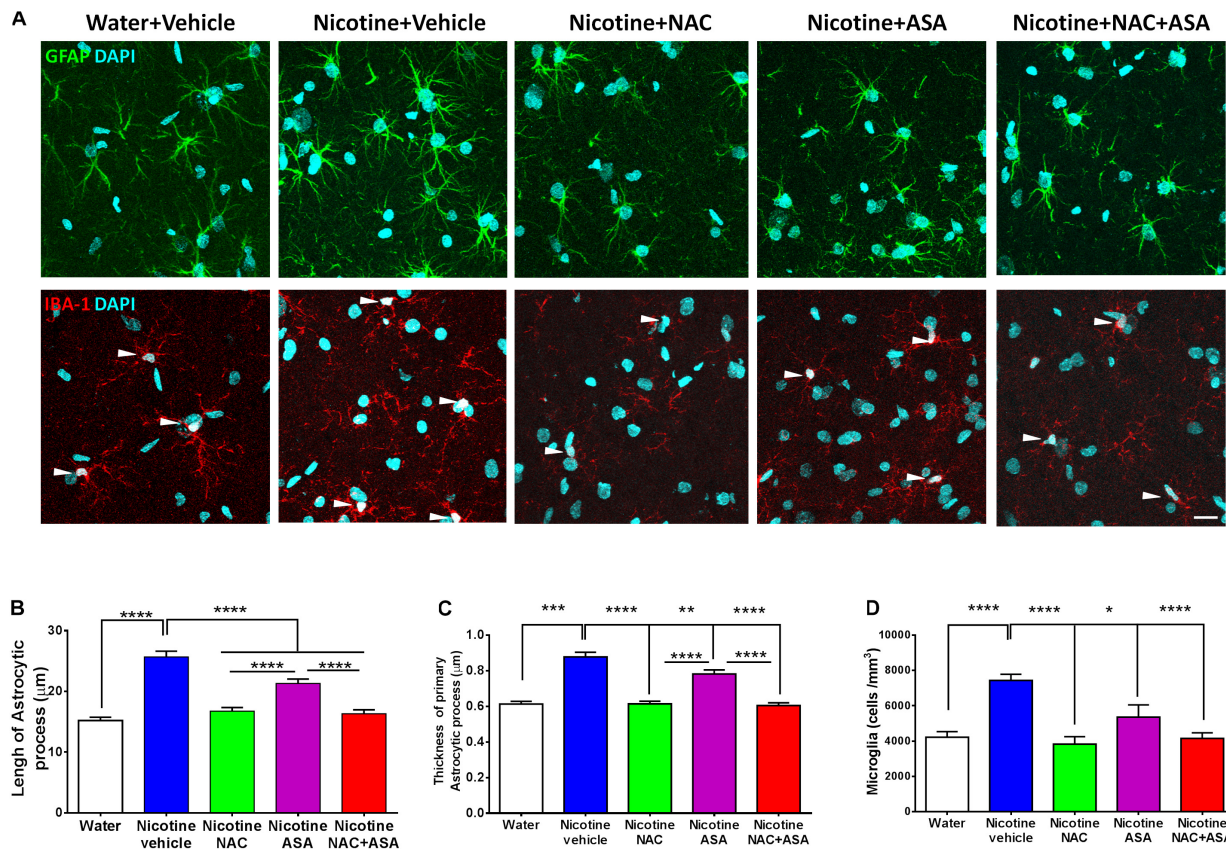 A
Water+Vehicle
Nicotine+Vehicle
Nicotine+NAC
Nicotine+ASA
Nicotine+NAC+ASA
GFAP DAPI
IBA-1 DAPI
B
Lengh of Astrocytic
process (μm)
30
20
10
0
**** ****
**** ****
Water
Nicotine
vehicle
Nicotine
NAC
Nicotine
ASA
Nicotine
NAC+ASA
C
Thickness of primary
Astrocytic process (μm)
1.0
0.8
0.6
0.4
0.2
0.0
*** **** ** ****
**** ****
Water
Nicotine
vehicle
Nicotine
NAC
Nicotine
ASA
Nicotine
NAC+ASA
D
Microglia (cells /mm³)
10000
8000
6000
4000
2000
0
**** **** * ****
Water
Nicotine
vehicle
Nicotine
NAC
Nicotine
ASA
Nicotine
NAC+ASA